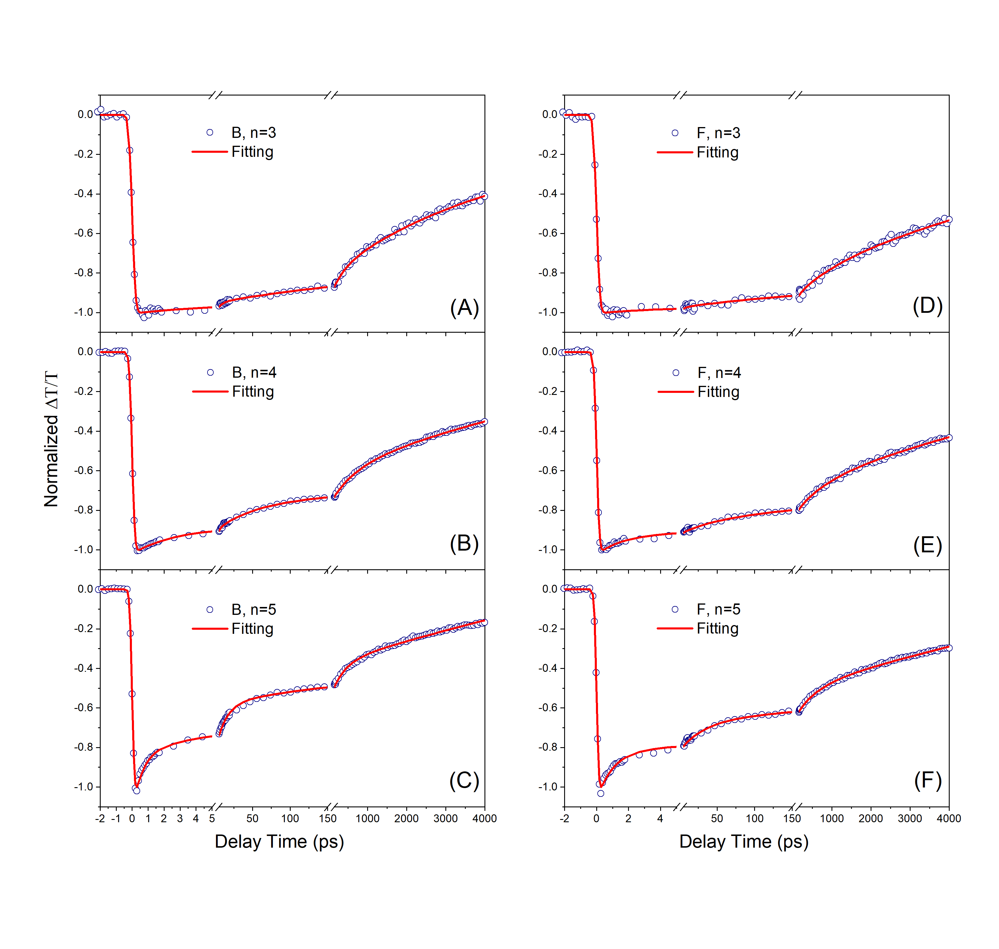 0.0
-0.2
-0.4
-0.6
-0.8
-1.0
B, n=3
Fitting
(A)
0.0
-0.2
-0.4
-0.6
-0.8
-1.0
F, n=3
Fitting
(D)
Normalized ΔT/T
0.0
-0.2
-0.4
-0.6
-0.8
-1.0
B, n=4
Fitting
(B)
0.0
-0.2
-0.4
-0.6
-0.8
-1.0
F, n=4
Fitting
(E)
0.0
-0.2
-0.4
-0.6
-0.8
-1.0
B, n=5
Fitting
(C)
-2 -1 0 1 2 3 4 5 50 100 150 1000 2000 3000 4000
Delay Time (ps)
0.0
-0.2
-0.4
-0.6
-0.8
-1.0
F, n=5
Fitting
(F)
-2 0 2 4 50 100 150 1000 2000 3000 4000
Delay Time (ps)